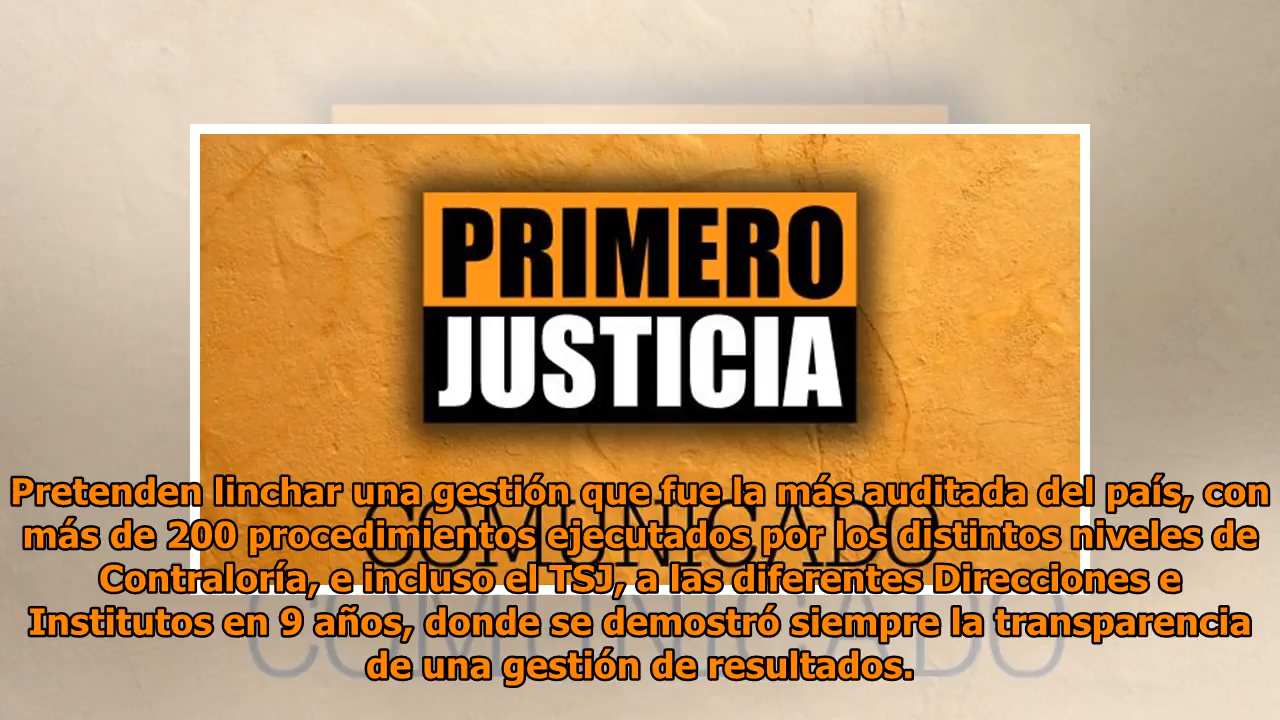 PRIMERO
JUSTICIA
Pretenden linchar una gestión que fue la más auditada del país, con
más de 200 procedimientos ejecutados por los distintos niveles de
Contraloría, e incluso el TSJ, a las diferentes Direcciones e
Institutos en 9 años, donde se demostró siempre la transparencia
de una gestión de resultados.
COMUNICADO
COMUNICADO